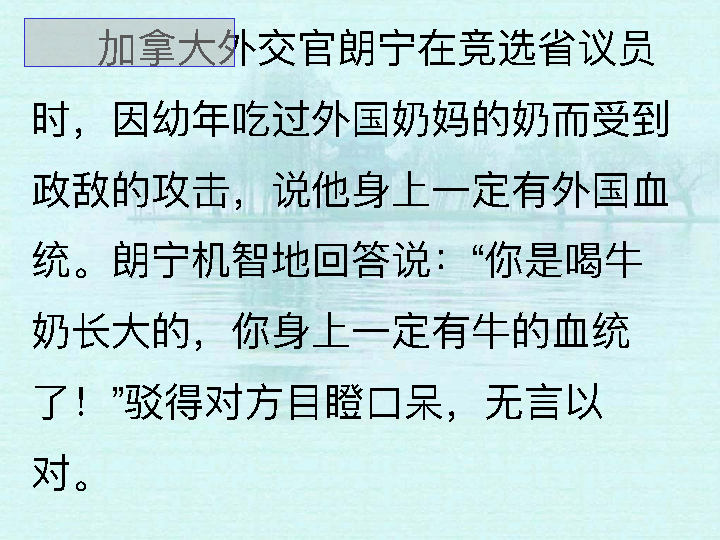 加拿大外交官朗宁在竞选省议员
时，因幼年吃过外国奶妈的奶而受到
政敌的攻击，说他身上一定有外国血
统。朗宁机智地回答说：“你是喝牛
奶长大的，你身上一定有牛的血统
了！”驳得对方目瞪口呆，无言以
对。